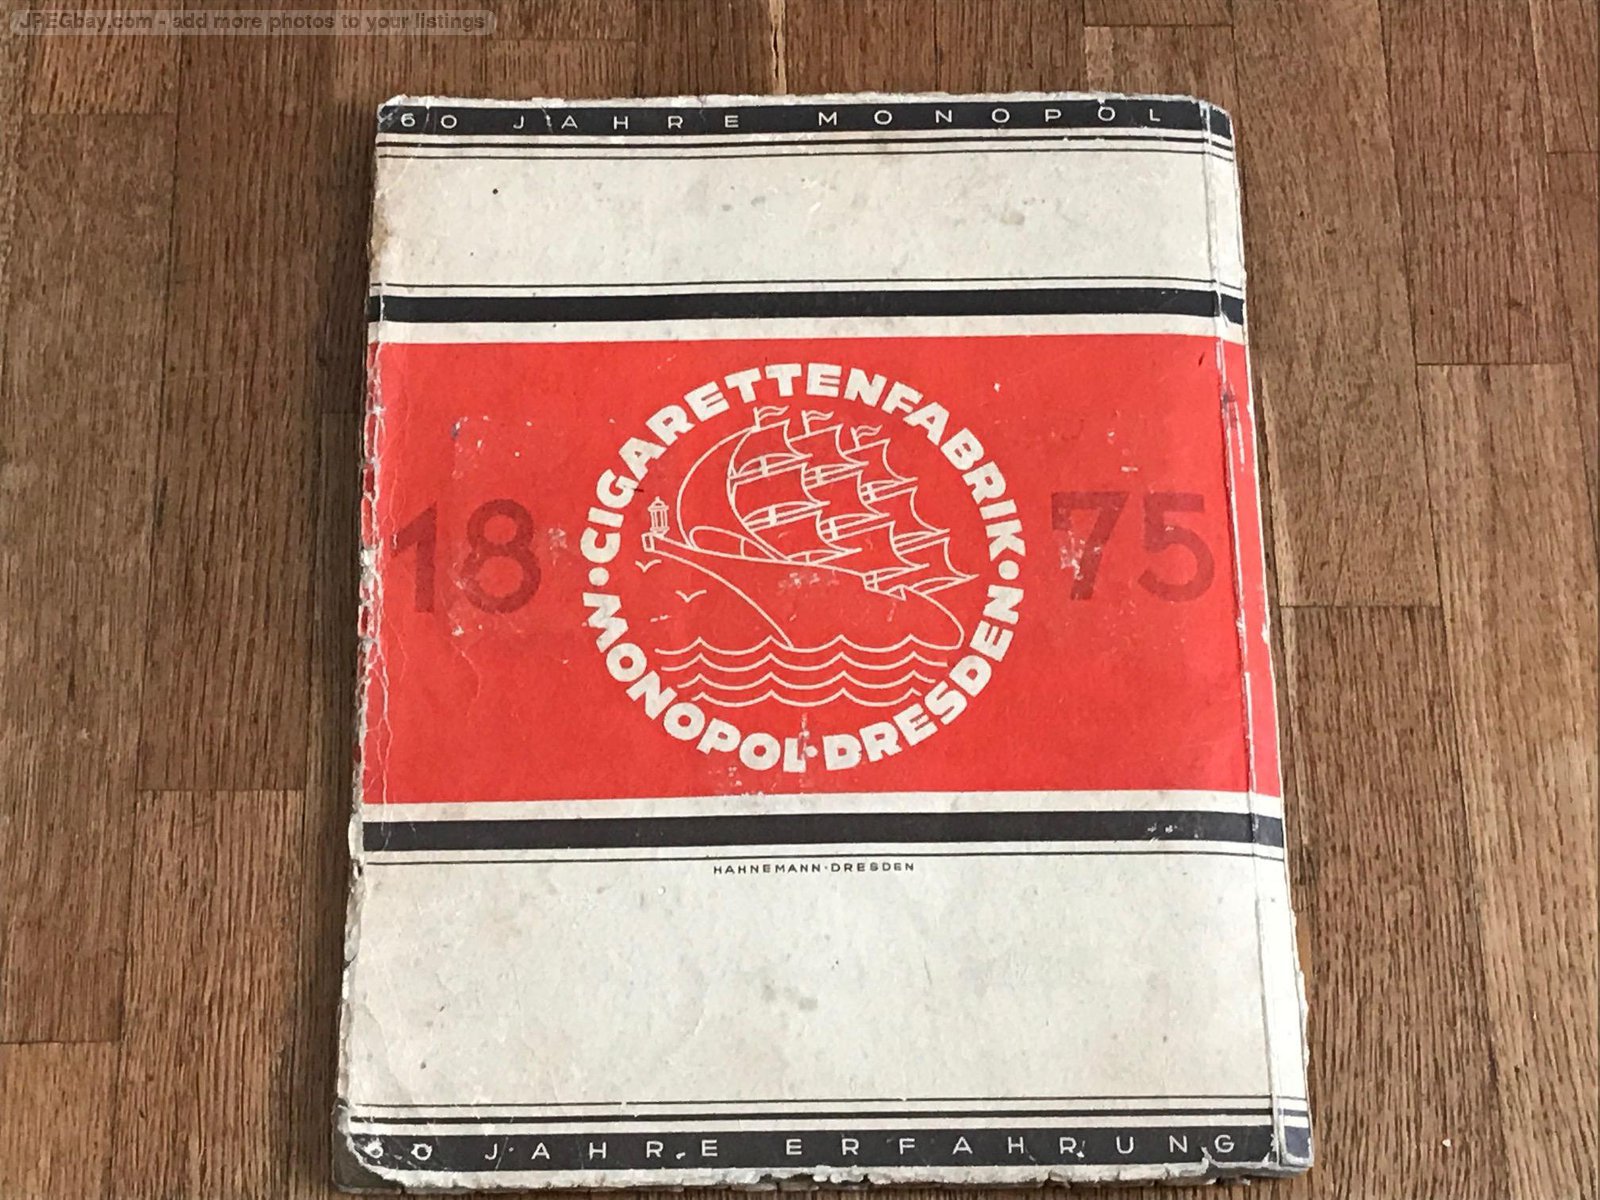 JPEGbay.com - add more photos to your listings
60 JAHRE MONOPOL
CIGARETTENFABRIK
18 75
•MONOPOL·DRESDEN•
HAHNEMANN·DRESDEN
60 JAHRE ERFAHRUNG